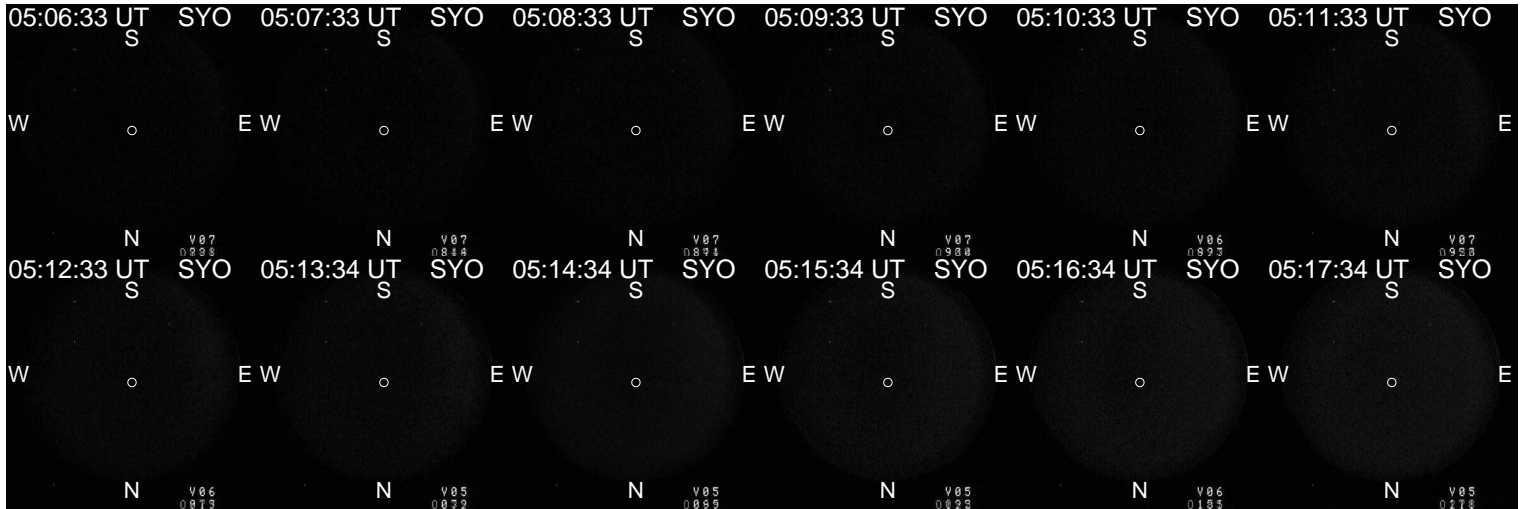 05:06:33 UT SYO 05:07:33 UT SYO 05:08:33 UT SYO 05:09:33 UT SYO 05:10:33 UT SYO 05:11:33 UT SYO
S S S S S S
W E W E W E W E W E W E
N N N N N N
V07 V07 V07 V07 V06 V07
05:12:33 UT SYO 05:13:34 UT SYO 05:14:34 UT SYO 05:15:34 UT SYO 05:16:34 UT SYO 05:17:34 UT SYO
S S S S S S
W E W E W E W E W E W E
N N N N N N
V06 V05 V05 V05 V06 V05